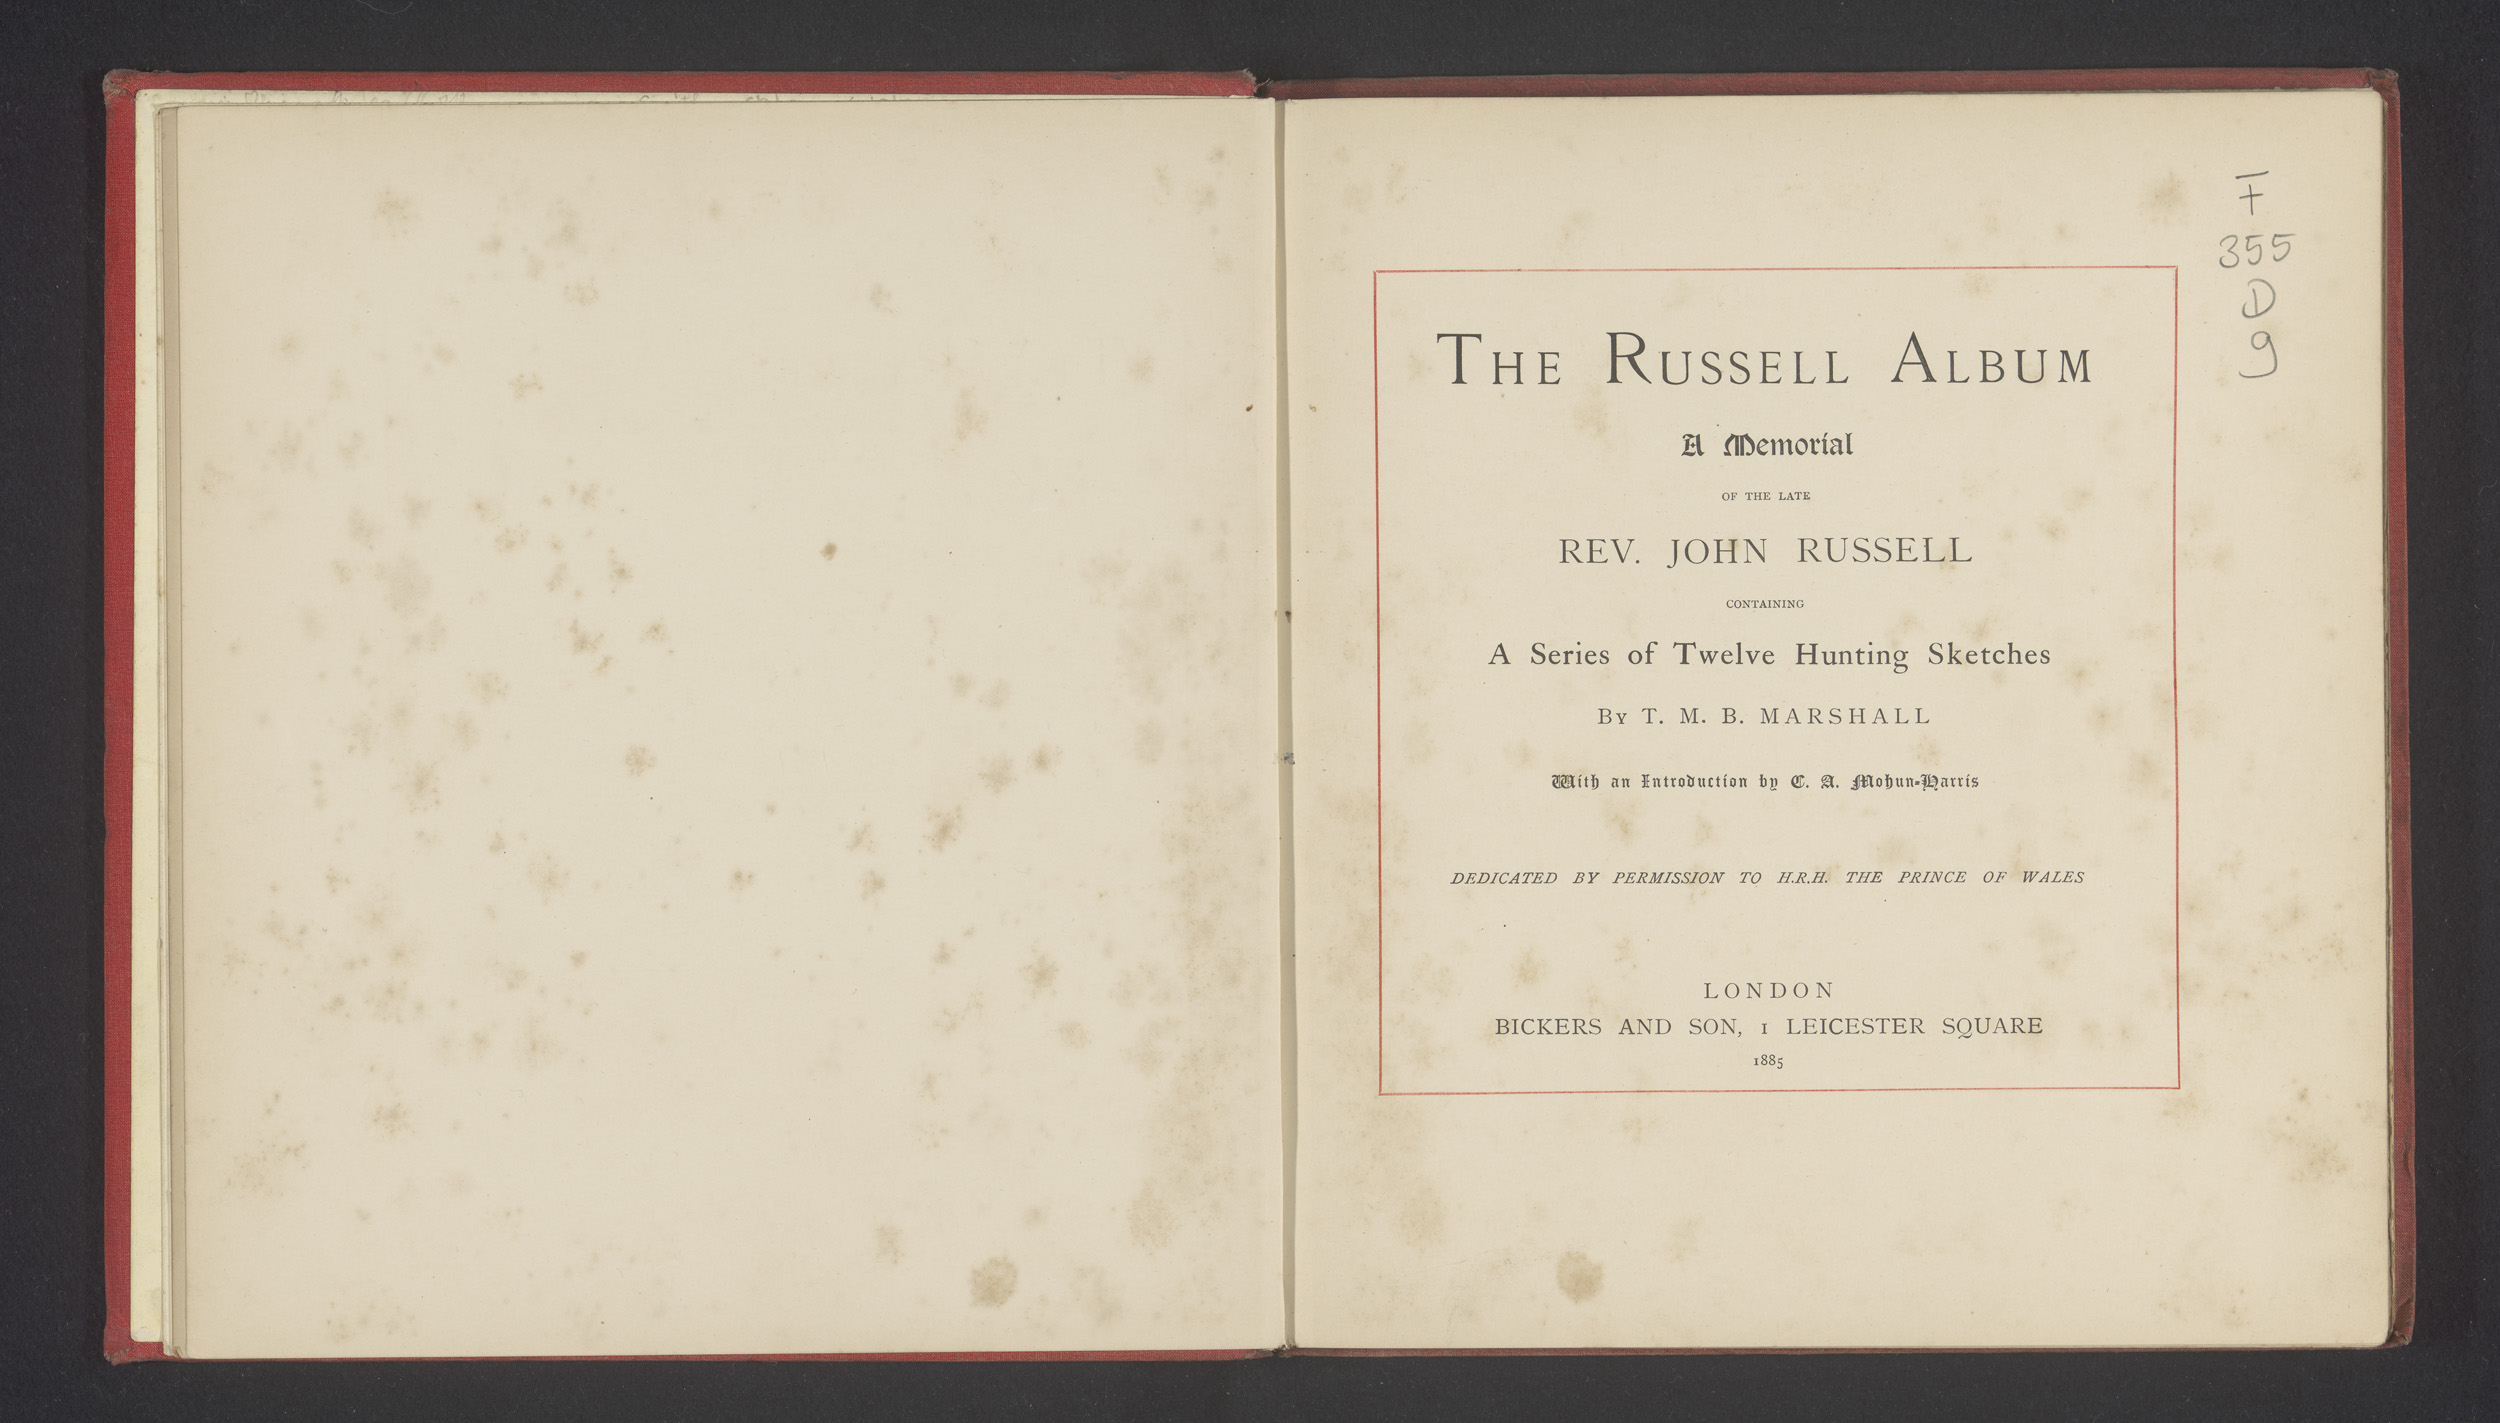 F
355
D
9
THE RUSSELL ALBUM
A Memorial
OF THE LATE
REV. JOHN RUSSELL
CONTAINING
A Series of Twelve Hunting Sketches
BY T. M. B. MARSHALL
With an Introduction by C. A. Mohun-Harris
DEDICATED BY PERMISSION TO H.R.H. THE PRINCE OF WALES
LONDON
BICKERS AND SON, 1 LEICESTER SQUARE
1885